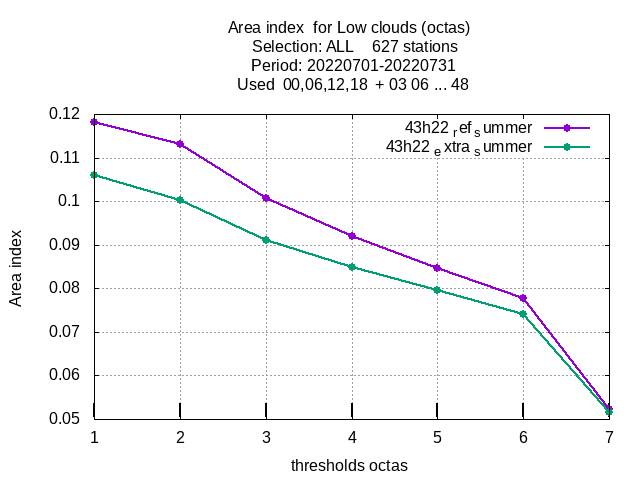 Area index  for Low clouds (octas)
Selection: ALL    627 stations
Period: 20220701-20220731
Used  00,06,12,18  + 03 06 ... 48
43h22 ref summer
43h22 extra summer
0.12
0.11
0.1
0.09
0.08
0.07
0.06
0.05
Area index
1 2 3 4 5 6 7
thresholds octas